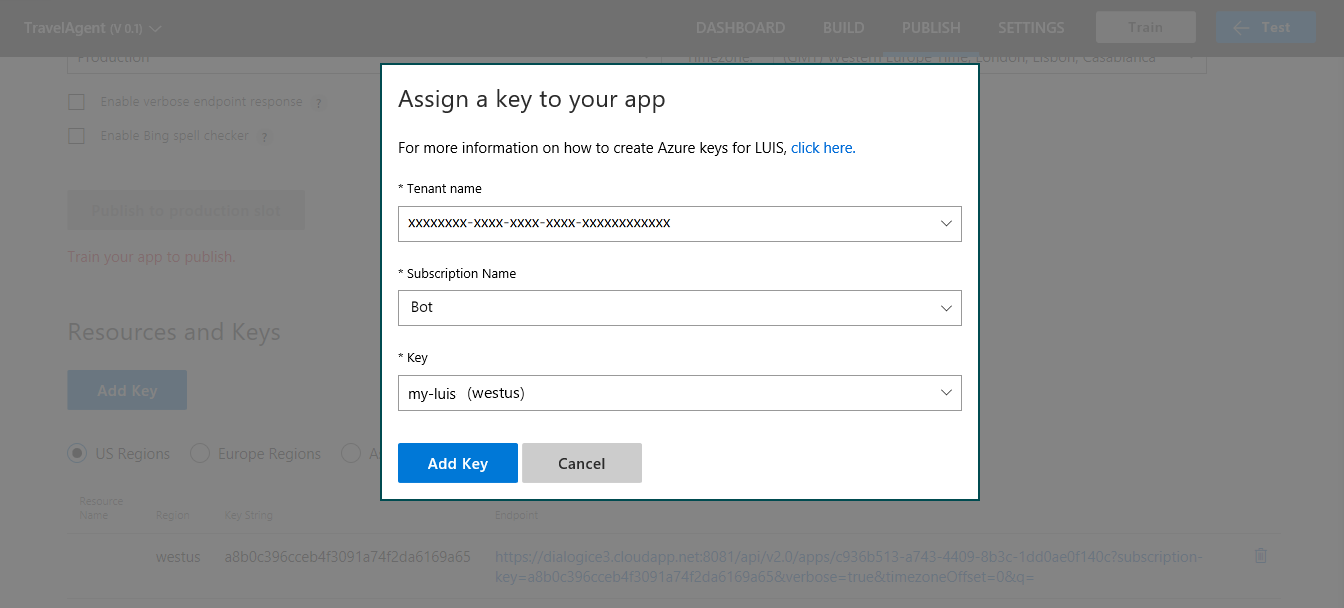 TravelAgent (V 0.1)
DASHBOARD BUILD PUBLISH SETTINGS Train Test
Production Timezone: (GMT) Western Europe Time, London, Lisbon, Casablanca
Enable verbose endpoint response ?
Enable Bing spell checker ?
Publish to production slot
Train your app to publish.
Resources and Keys
Add Key
US Regions Europe Regions
Resource Name Region Key String Endpoint
westus a8b0c396cceb4f3091a74f2da6169a65 https://dialogice3.cloudapp.net:8081/api/v2.0/apps/c936b513-a743-4409-8b3c-1dd0ae0f140c?subscription-
key=a8b0c396cceb4f3091a74f2da6169a65&verbose=true&timezoneOffset=0&q=
Assign a key to your app
For more information on how to create Azure keys for LUIS, click here.
* Tenant name
xxxxxxxx-xxxx-xxxx-xxxx-xxxxxxxxxxxx
* Subscription Name
Bot
* Key
my-luis (westus)
Add Key Cancel